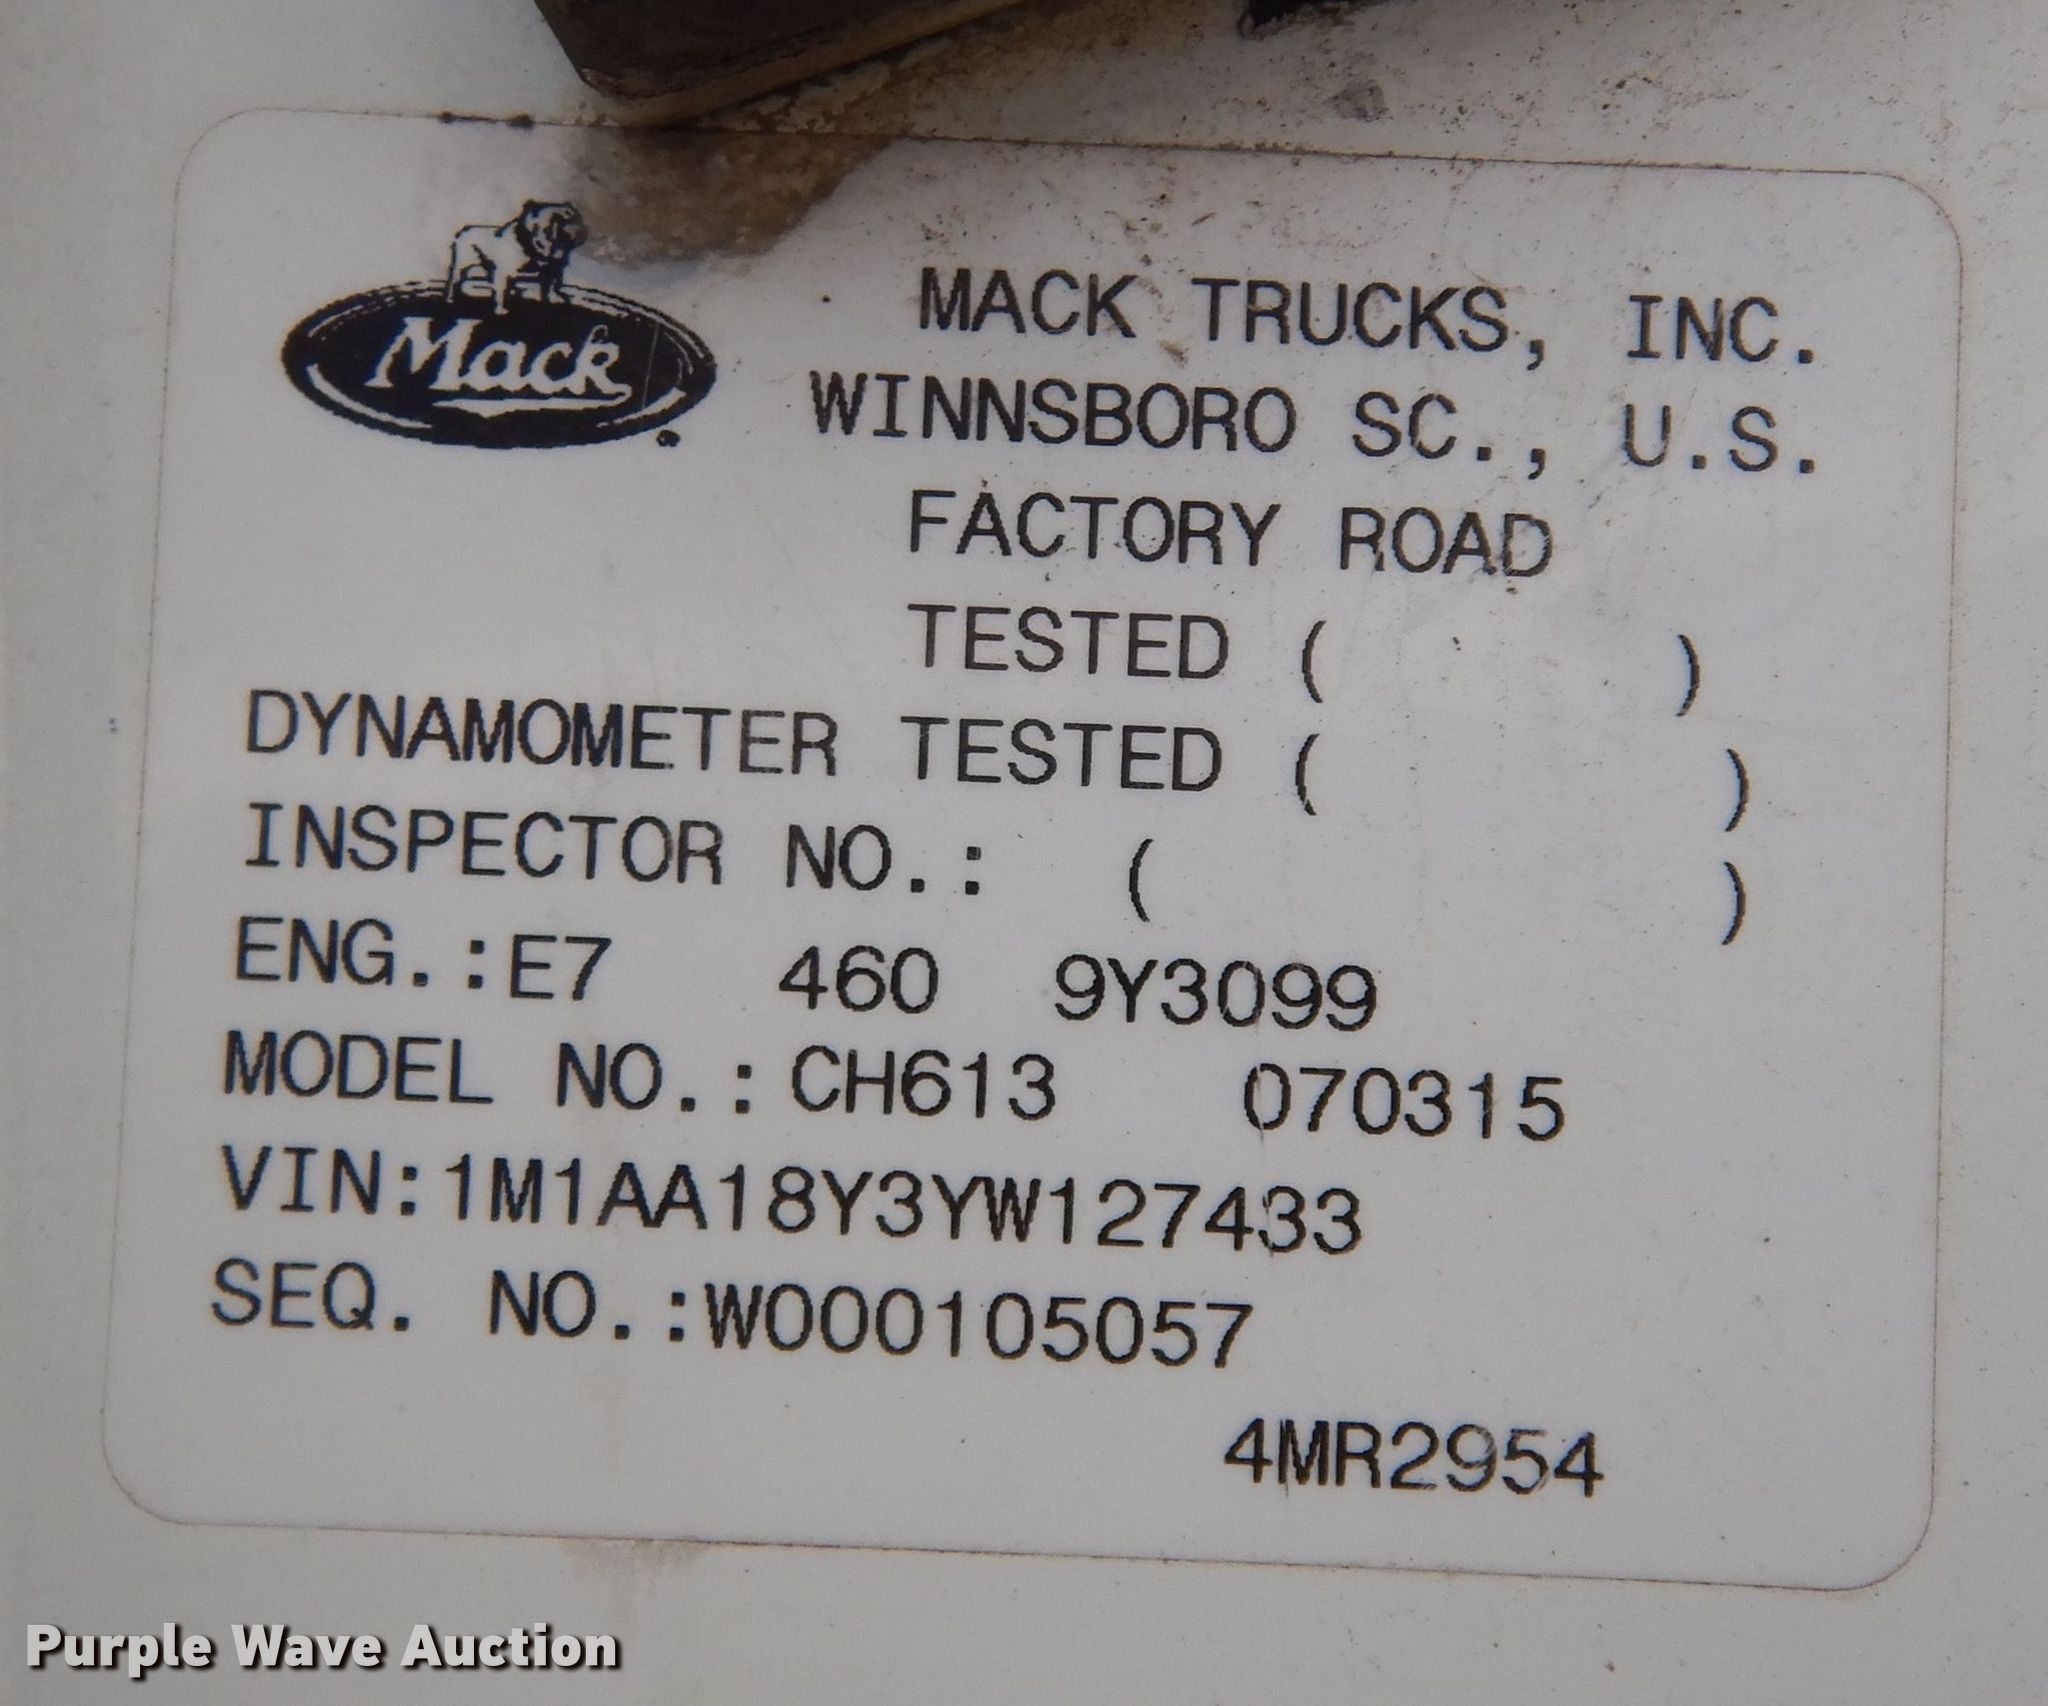 Mack
MACK TRUCKS, INC.
WINNSBORO SC., U.S.
FACTORY ROAD
TESTED ( )
DYNAMOMETER TESTED ( )
INSPECTOR NO.: ( )
ENG.:E7 460 9Y3099
MODEL NO.:CH613 070315
VIN:1M1AA18Y3YW127433
SEQ. NO.:W000105057
4MR2954
Purple Wave Auction